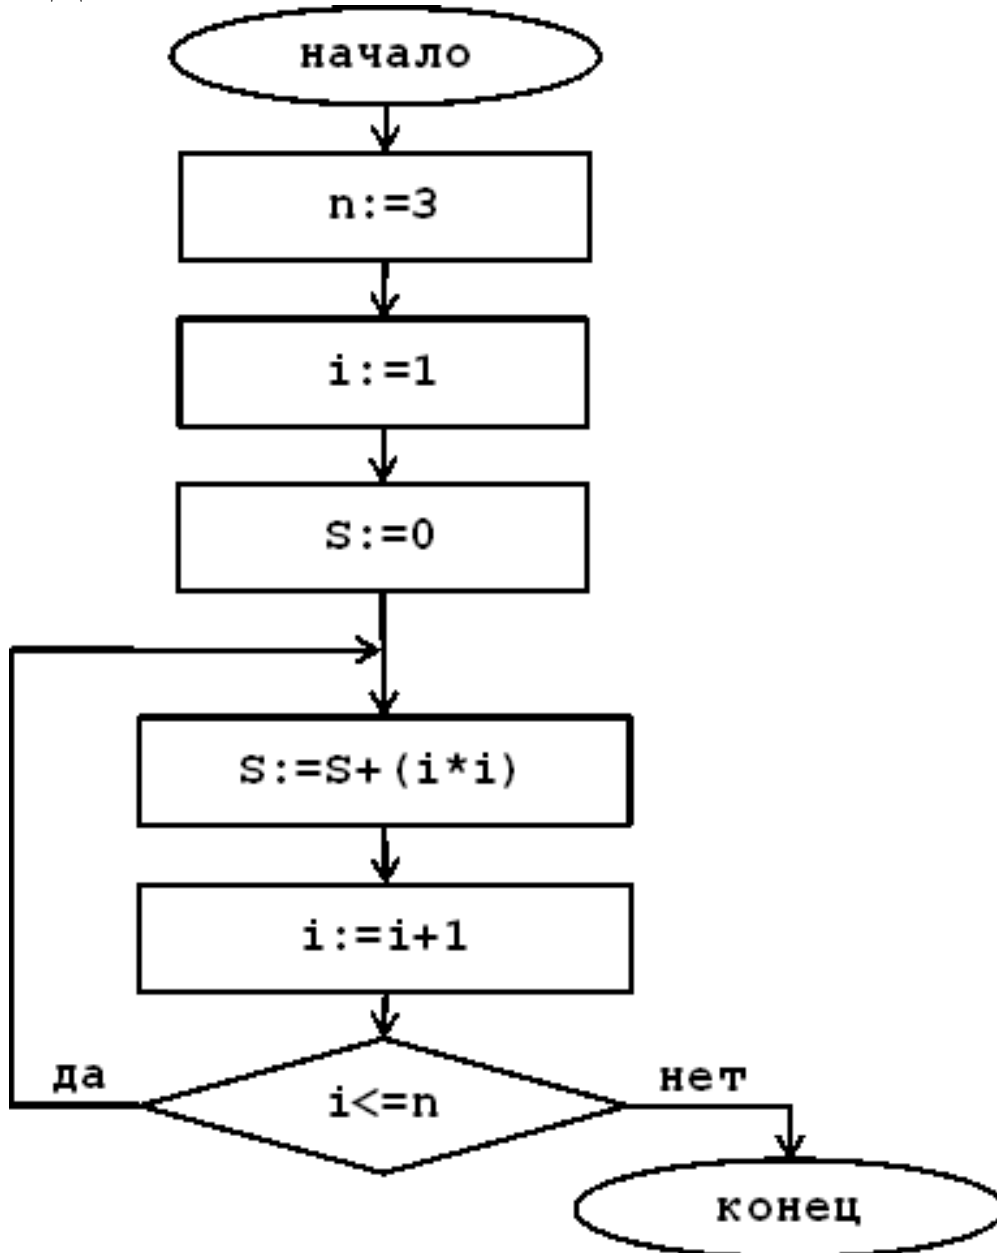 начало
n:=3
i:=1
S:=0
S:=S+(i*i)
i:=i+1
да
i<=n
нет
конец